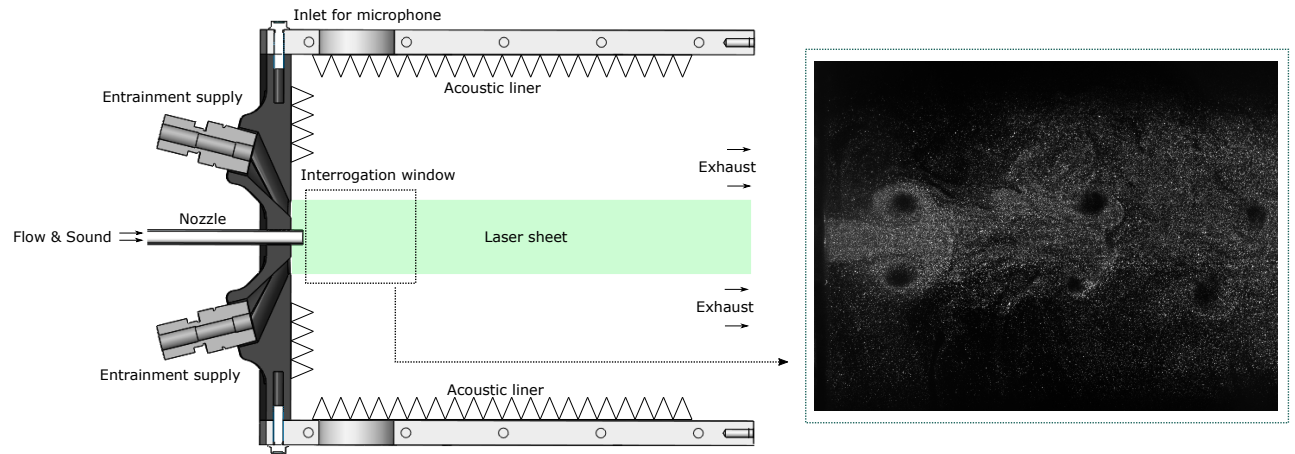 Inlet for microphone
Acoustic liner
Entrainment supply
Exhaust
Interrogation window
Nozzle
Flow & Sound
Laser sheet
Exhaust
Entrainment supply
Acoustic liner